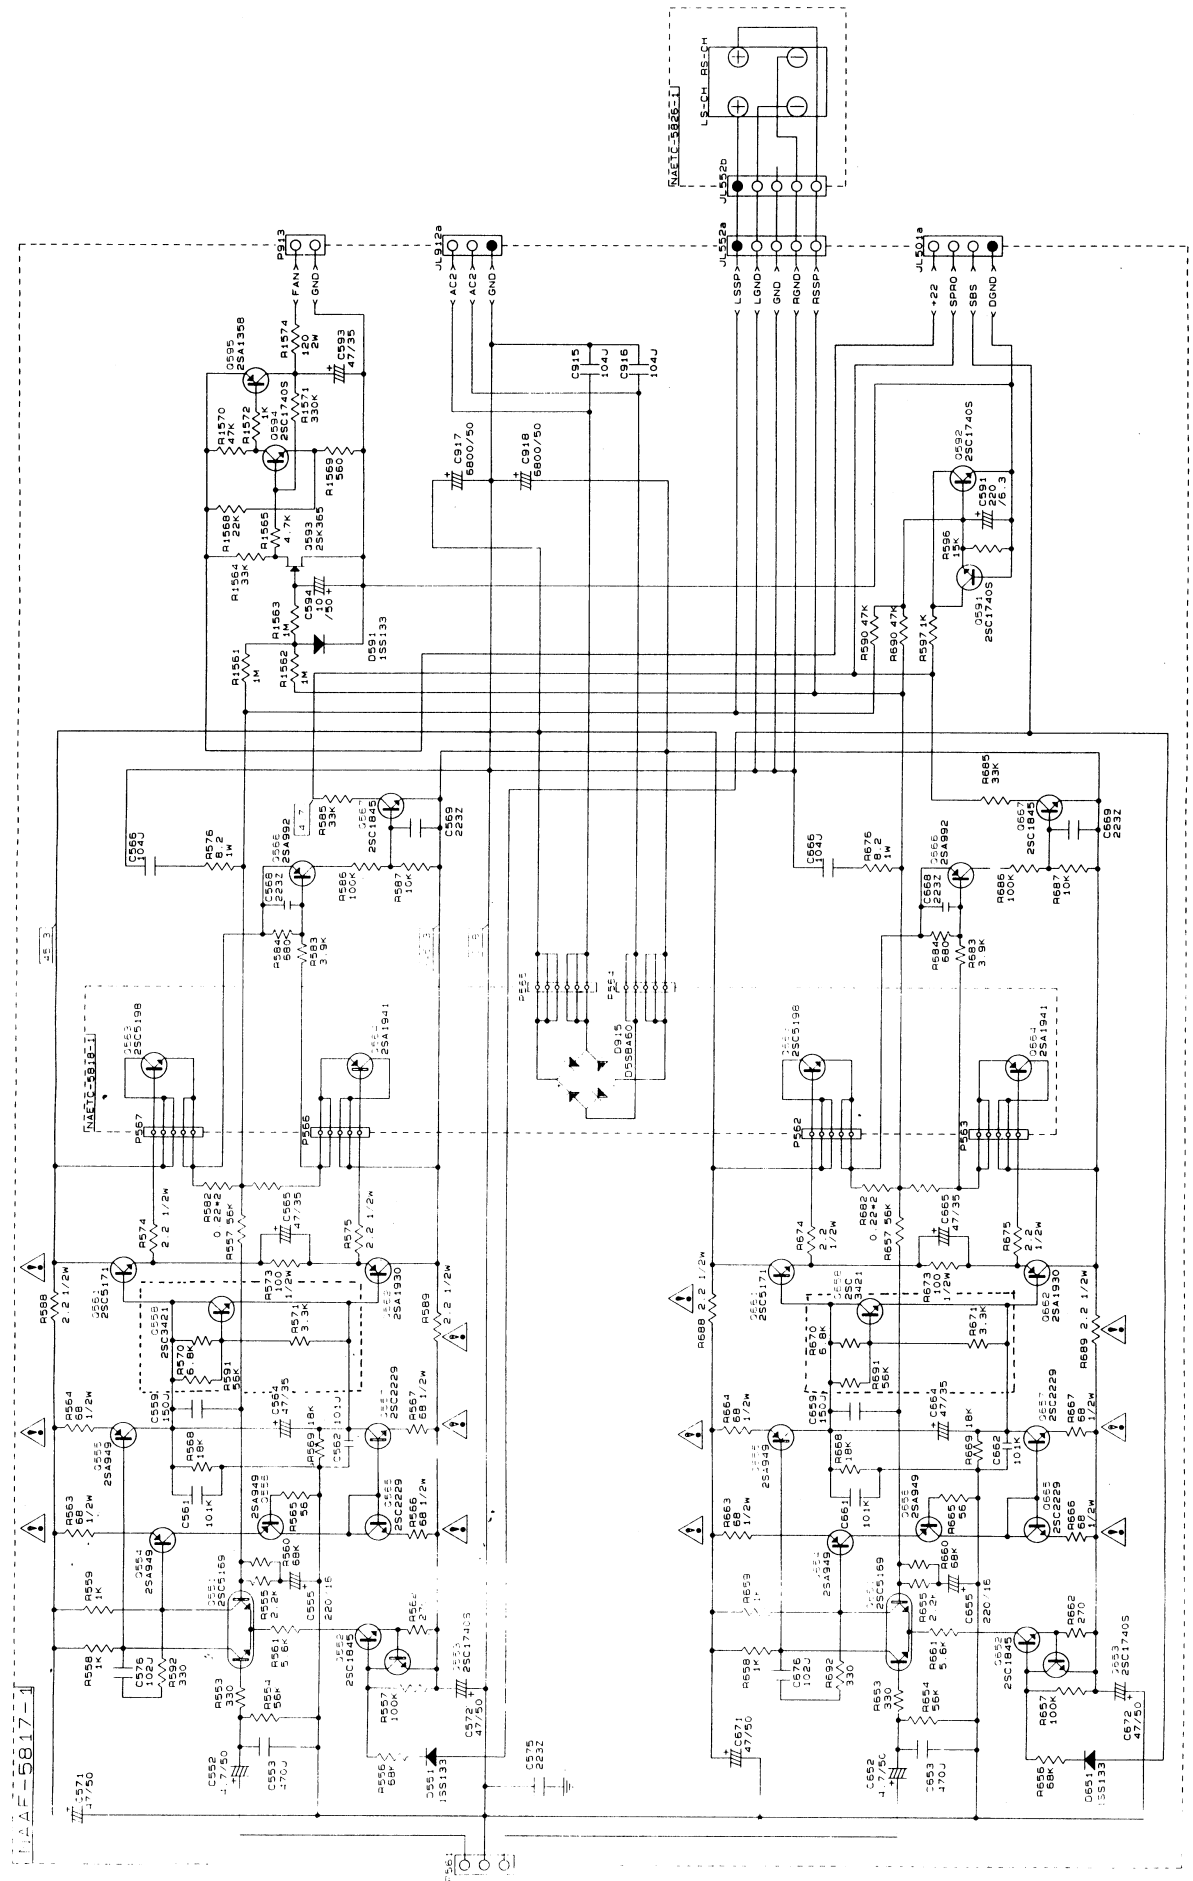 NAETC-5826-1
LS-CH RS-CH
JL552b
P913
JL912a
JL552a
JL501a
FAN
GND
AC2
AC2
GND
LSSP
LGND
GND
RGND
RSSP
+22
SPRO
SBS
DGND
Q595
2SA1358
R1574
120
2W
C593
47/35
R1570
47K
R1572
1K
Q594
2SC1740S
R1571
330K
R1569
560
R1568
22K
R1565
4.7K
Q593
2SK365
R1564
33K
R1563
1M
C594
10
/50
D591
1SS133
R1561
1M
R1562
1M
C915
104J
C916
104J
C917
6800/50
C918
6800/50
Q592
2SC1740S
C591
220
/6.3
R596
15K
Q591
2SC1740S
R590 47K
R690 47K
R597 1K
C566
104J
R576
8.2
1W
2SA992
R585
33K
2SC1845
C569
223Z
C568
223Z
R586
100K
R587
10K
R584
680
R583
3.9K
C666
104J
R676
8.2
1W
2SA992
R685
33K
Q667
2SC1845
C669
223Z
C668
223Z
R686
100K
R687
10K
R684
680
R683
3.9K
NAETC-5818-1
2SC5198
2SA1941
P567
P566
D915
D5SBA60
2SC5198
2SA1941
P562
P563
R574
2.2 1/2W
R582
0.22*2
R557 56K
C565
47/35
R575
2.2 1/2W
R573
100
1/2W
Q561
2SC5171
2SA1930
R588
2.2 1/2W
R589
2.2 1/2W
2SC3421
R570
6.8K
R571
3.3K
R591
56K
R674
2.2
1/2W
R682
0.22*2
R657 56K
C665
47/35
R675
2.2
1/2W
R673
100
1/2W
2SC5171
Q662
2SA1930
R688 2.2 1/2W
R689 2.2 1/2W
2SC
3421
R670
6.8K
R671
3.3K
R691
56K
R564
68
1/2W
2SA949
C559
150J
C564
47/35
R568
18K
R569 18K
C562 101J
2SC2229
R567
68 1/2W
R563
68
1/2W
C561
101K
2SA949
R565
56
2SC2229
R566
68 1/2W
R664
68
1/2W
2SA949
C659
150J
C664
47/35
R668
18K
R669 18K
C662
101K
2SC2229
R667
68
1/2W
R663
68
1/2W
C661
101K
2SA949
R665
56
2SC2229
R666
68
1/2W
R559
1K
2SA949
2SC5169
R555
2.2K
R560
68K
C555
220/16
R558
1K
C576
102J
R592
330
R553
330
R554
56K
R561
5.6K
2SC1845
2SC1740S
R557
100K
C572
47/50
C552
4.7/50
C553
470J
R556
68K
D551
1SS133
C575
223Z
C571
47/50
R659
2SA949
2SC5169
R655
R660
68K
C655
220/16
R658
1K
C676
102J
R692
330
R653
330
R654
56K
R661
5.6K
2SC1845
R662
270
2SC1740S
R657
100K
C672
47/50
C652
4.7/50
C653
470J
R656
68K
D651
C671
47/50